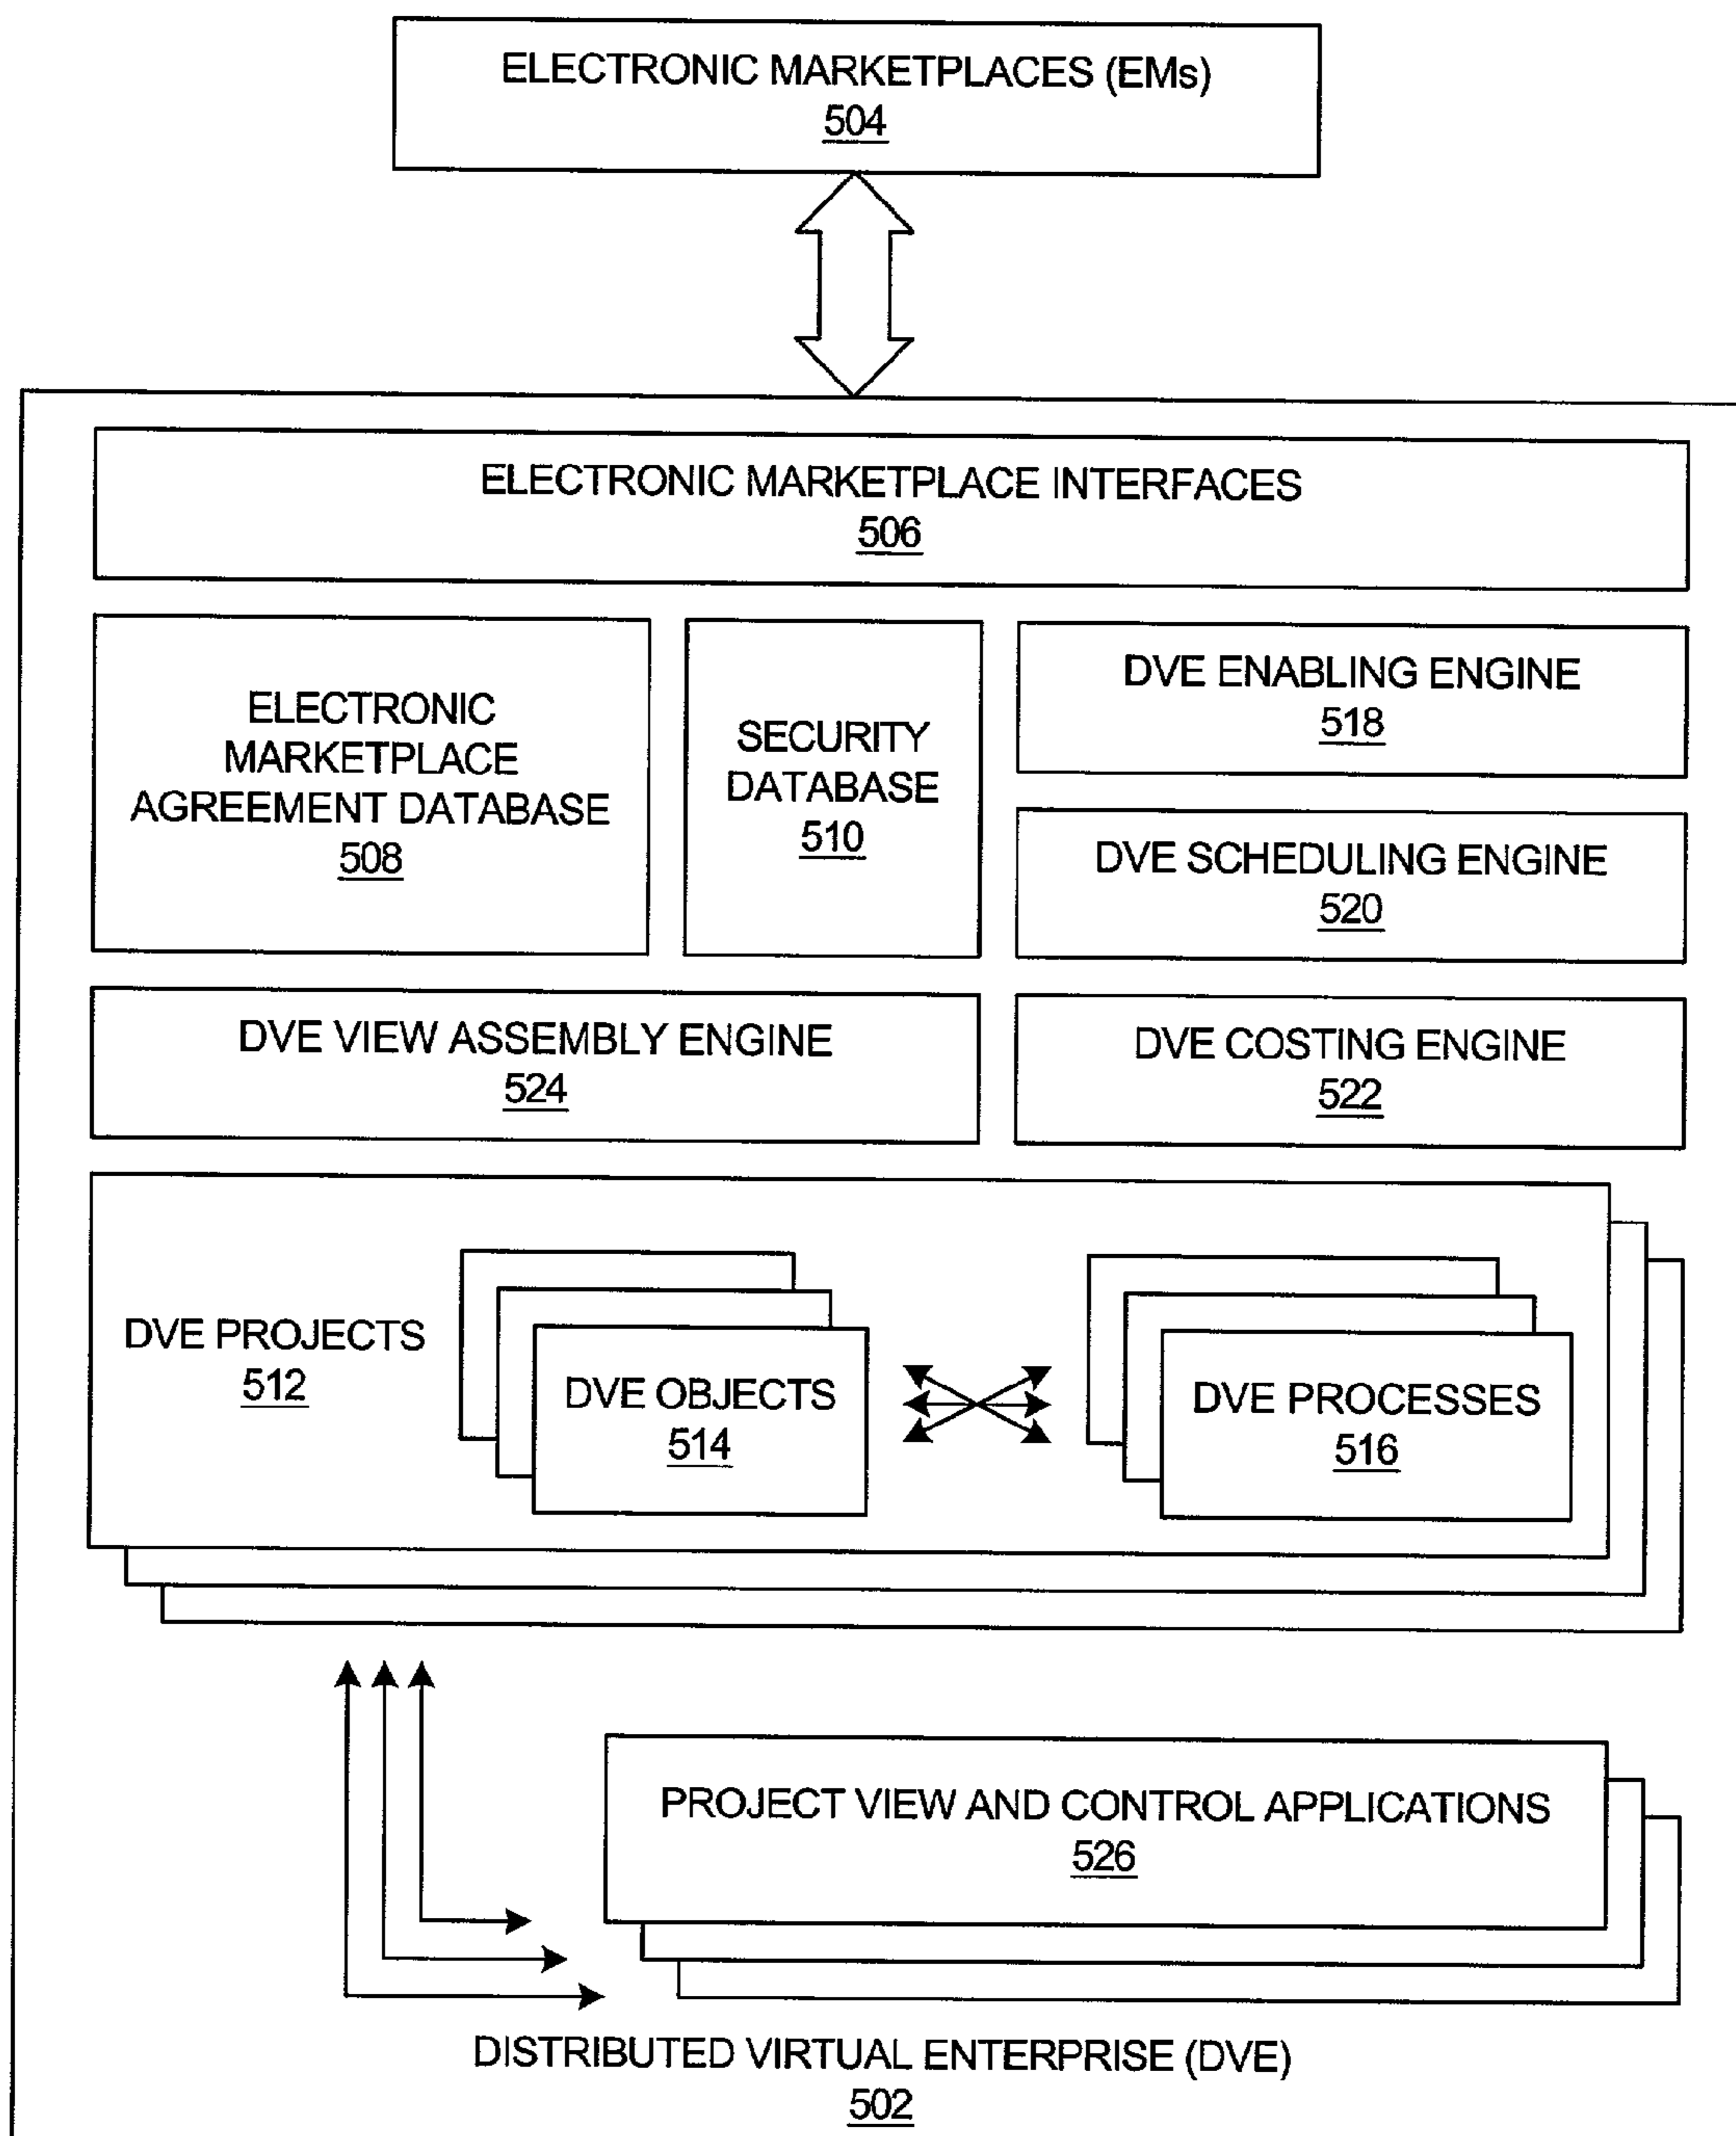 ELECTRONIC MARKETPLACES (EMs)
504
ELECTRONIC MARKETPLACE INTERFACES
506
ELECTRONIC
MARKETPLACE
AGREEMENT DATABASE
508
SECURITY
DATABASE
510
DVE ENABLING ENGINE
518
DVE SCHEDULING ENGINE
520
DVE VIEW ASSEMBLY ENGINE
524
DVE COSTING ENGINE
522
DVE PROJECTS
512
DVE OBJECTS
514
DVE PROCESSES
516
PROJECT VIEW AND CONTROL APPLICATIONS
526
DISTRIBUTED VIRTUAL ENTERPRISE (DVE)
502